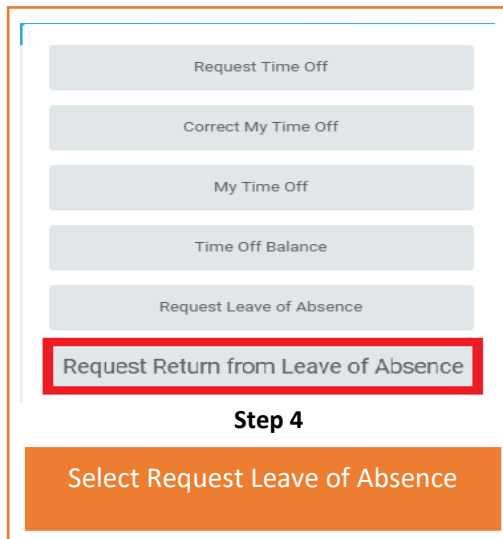 Request Time Off
Correct My Time Off
My Time Off
Time Off Balance
Request Leave of Absence
Request Return from Leave of Absence
Step 4
Select Request Leave of Absence